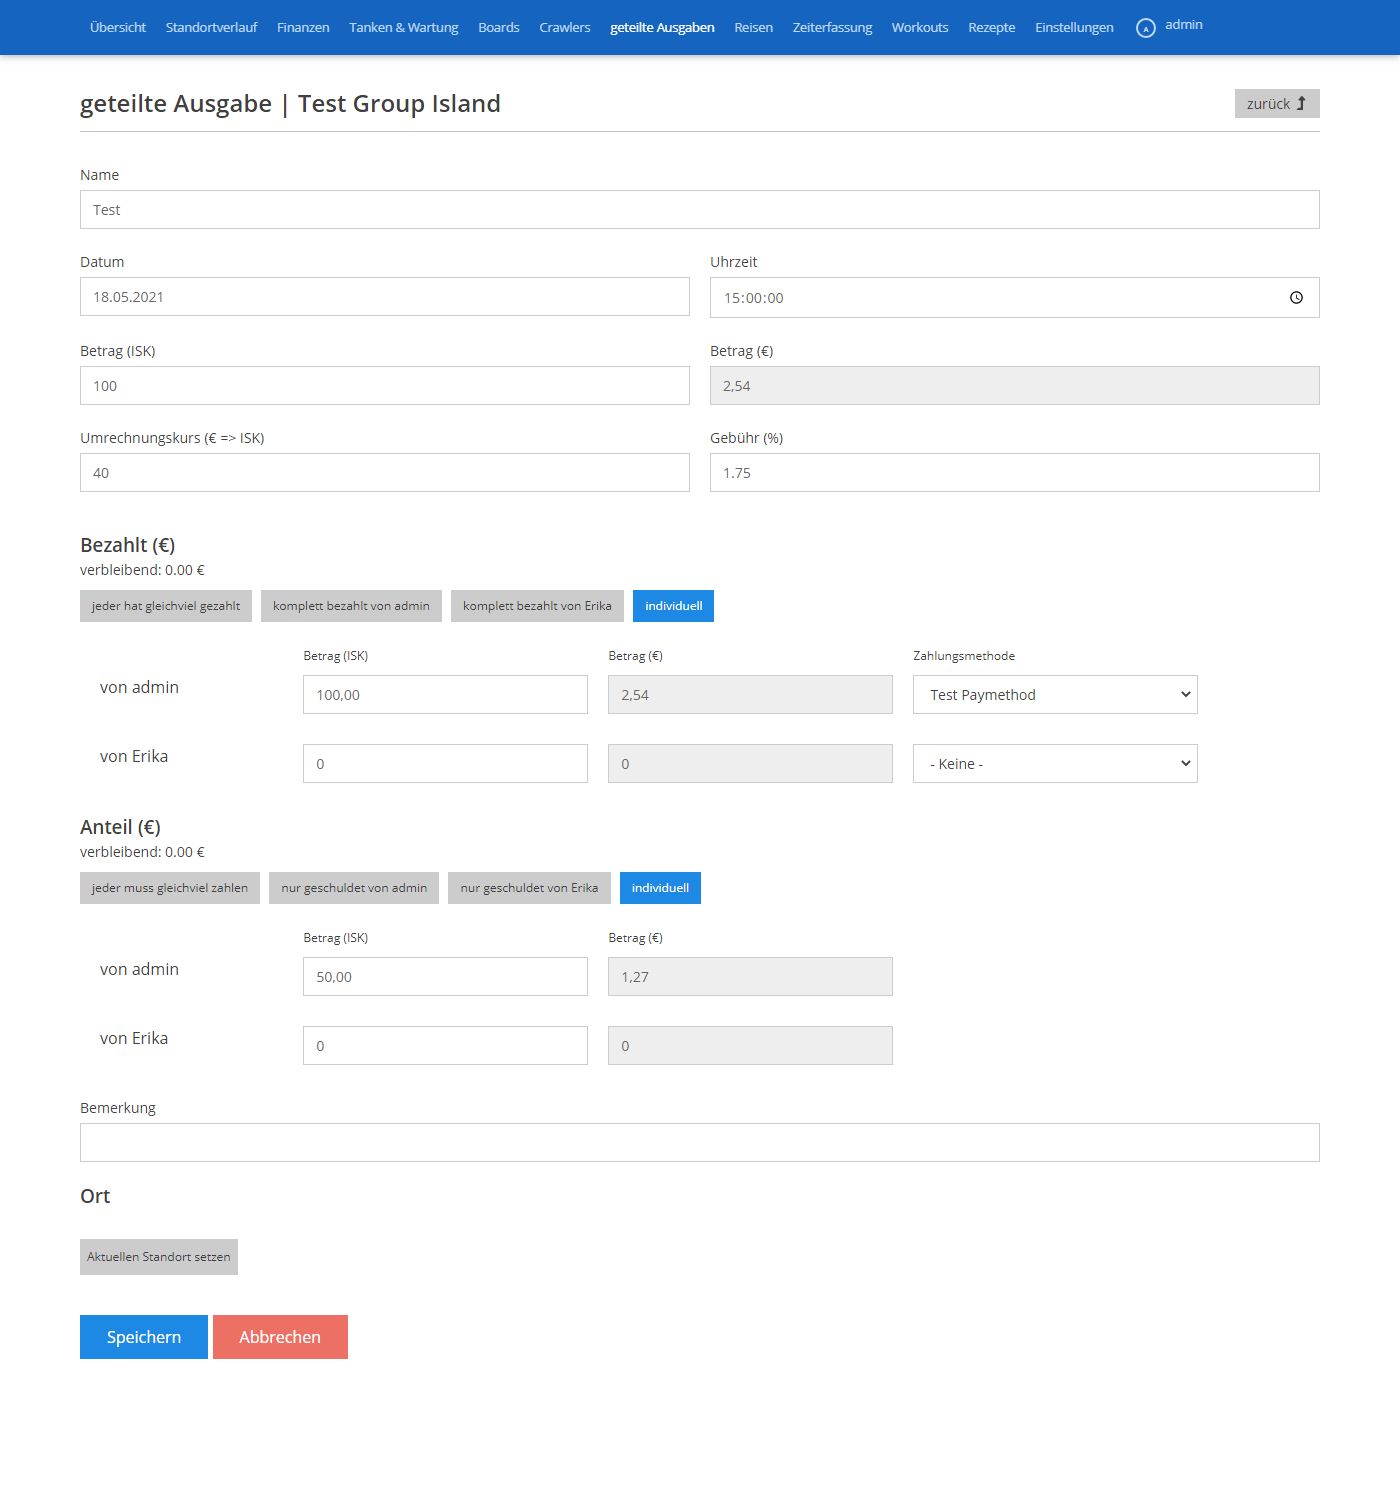 Übersicht Standortverlauf Finanzen Tanken & Wartung Boards Crawlers geteilte Ausgaben Reisen Zeiterfassung Workouts Rezepte Einstellungen A admin
geteilte Ausgabe | Test Group Island zurück
Name
Test
Datum Uhrzeit
18.05.2021 15:00:00
Betrag (ISK) Betrag (€)
100 2,54
Umrechnungskurs (€ => ISK) Gebühr (%)
40 1.75
Bezahlt (€)
verbleibend: 0.00 €
jeder hat gleichviel gezahlt komplett bezahlt von admin komplett bezahlt von Erika individuell
Betrag (ISK) Betrag (€) Zahlungsmethode
von admin 100,00 2,54 Test Paymethod
von Erika 0 0 - Keine -
Anteil (€)
verbleibend: 0.00 €
jeder muss gleichviel zahlen nur geschuldet von admin nur geschuldet von Erika individuell
Betrag (ISK) Betrag (€)
von admin 50,00 1,27
von Erika 0 0
Bemerkung
Ort
Aktuellen Standort setzen
Speichern Abbrechen